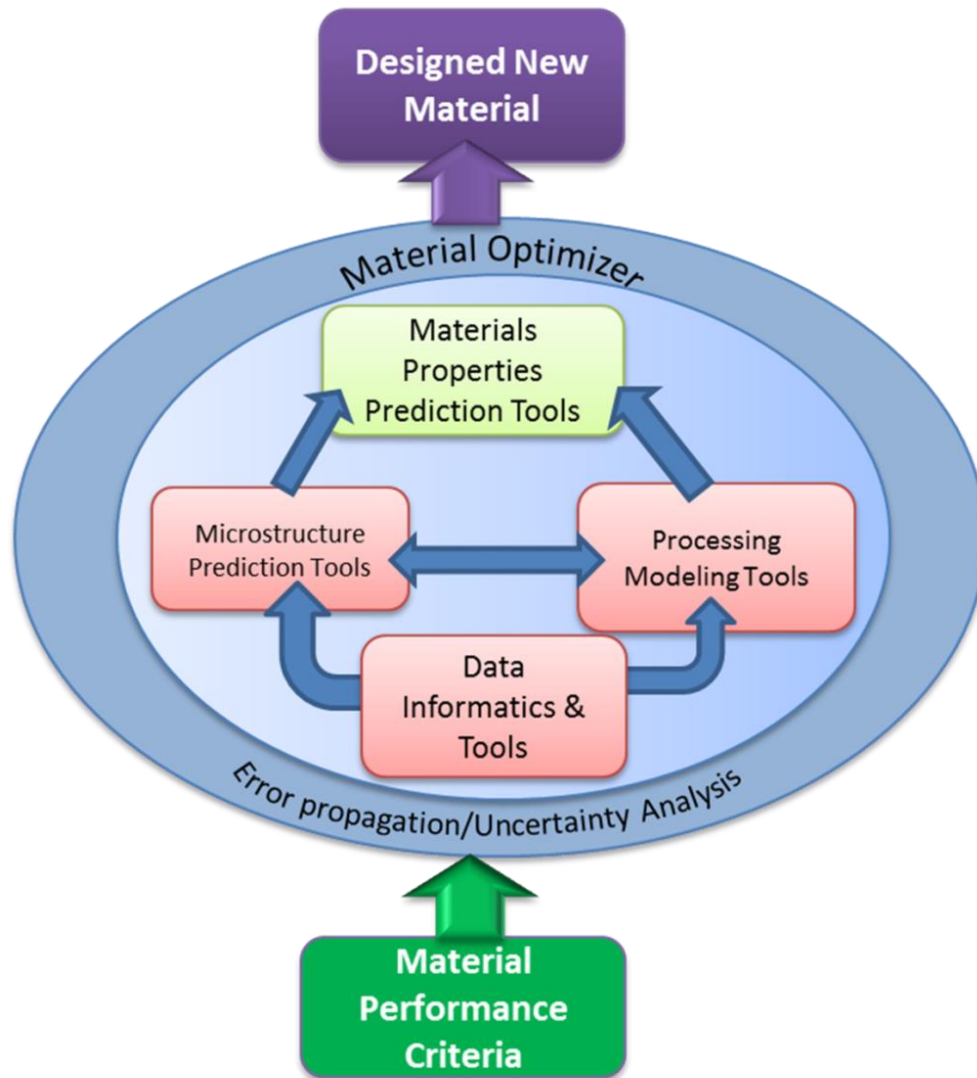 Designed New
Material
Material Optimizer
Materials
Properties
Prediction Tools
Microstructure
Prediction Tools
Processing
Modeling Tools
Data
Informatics &
Tools
Error propagation/Uncertainty Analysis
Material
Performance
Criteria